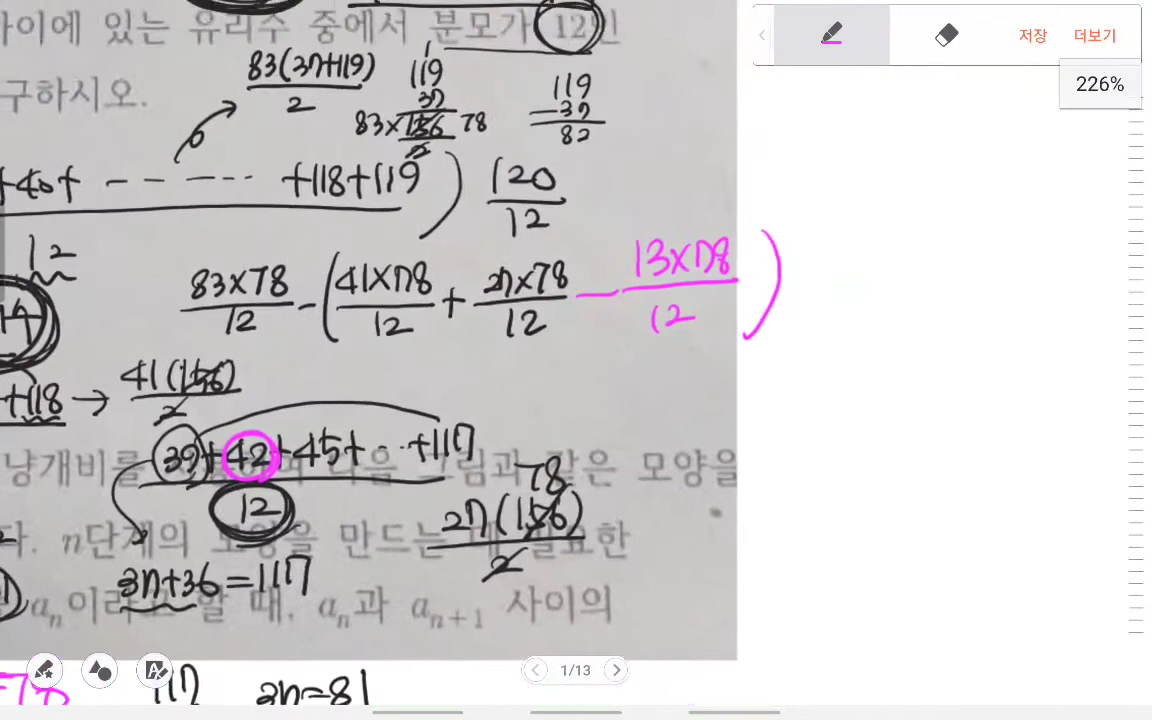 사이에 있는 유리수 중에서 분모가 12인
구하시오.
저장 더보기
226%
83(37+119)
2
119
37
83×156 78
2
119
-37
82
+40+ ------ +118+119)
120
12
12
83×78/12 - (41×78/12 + 27×78/12 - 13×78/12)
+118 → 41(156)/2
39+42+45+ ... +117
12
78
27(156)
2
성냥개비를 다음 그림과 같은 모양을
다. n단계의 모양을 만드는 데 필요한
3n+36=117
aₙ이라고 할 때, aₙ과 aₙ₊₁ 사이의
1/13
117 3n=81